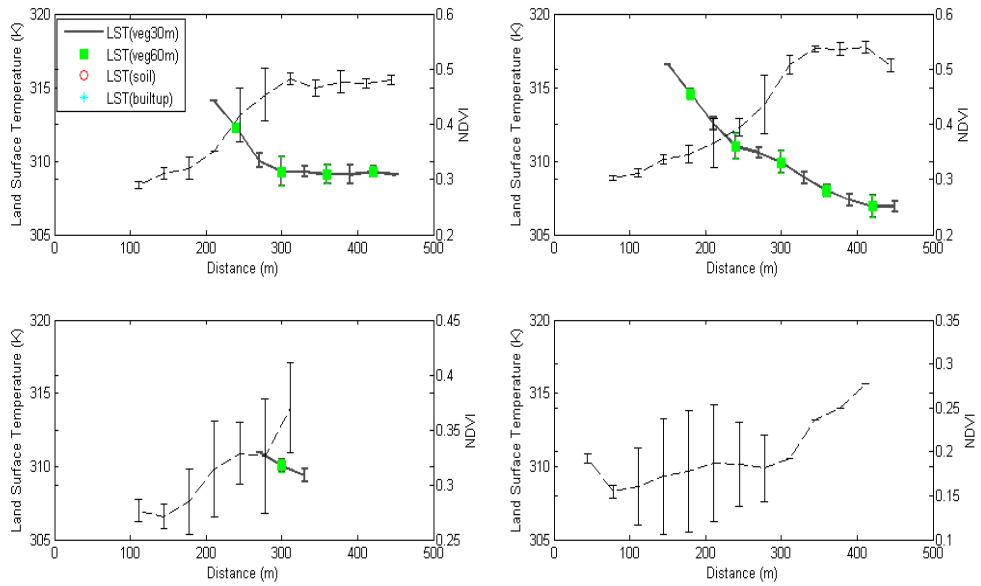 320
315
310
305
Land Surface Temperature (K)
LST(veg30m)
LST(veg60m)
LST(soil)
LST(builtup)
0.6
0.5
0.4
0.3
0.2
NDVI
0 100 200 300 400 500
Distance (m)
320
315
310
305
Land Surface Temperature (K)
0.6
0.5
0.4
0.3
0.2
NDVI
0 100 200 300 400 500
Distance (m)
320
315
310
305
Land Surface Temperature (K)
0.45
0.4
0.35
0.3
0.25
NDVI
0 100 200 300 400 500
Distance (m)
320
315
310
305
Land Surface Temperature (K)
0.35
0.3
0.25
0.2
0.15
0.1
NDVI
0 100 200 300 400 500
Distance (m)